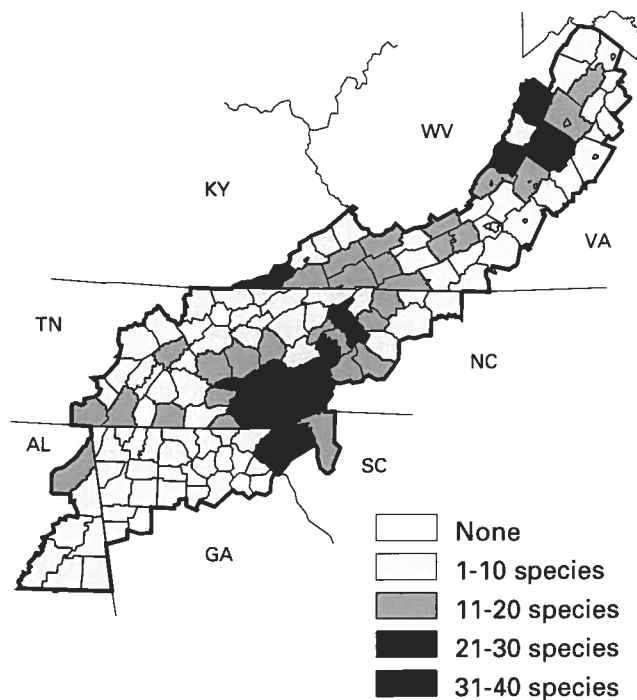 WV
KY
VA
TN
NC
AL
SC
GA
None
1-10 species
11-20 species
21-30 species
31-40 species